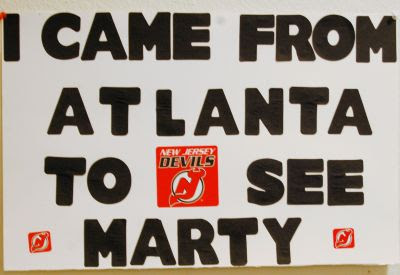 I CAME FROM
ATLANTA
NEW JERSEY
DEVILS
TO SEE
MARTY